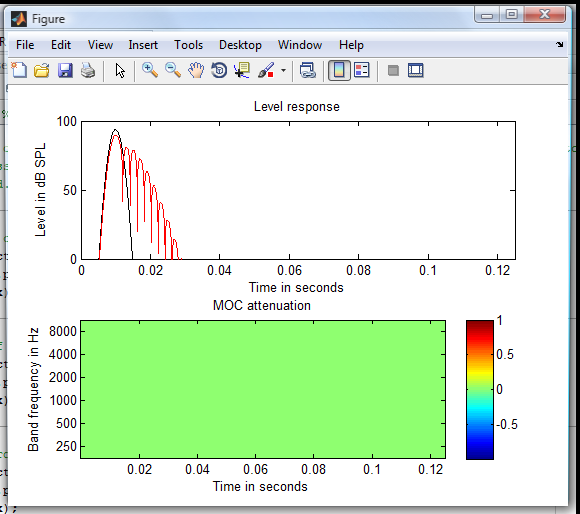 Figure
File Edit View Insert Tools Desktop Window Help
Level response
100
50
0
Level in dB SPL
0 0.02 0.04 0.06 0.08 0.1 0.12
Time in seconds
MOC attenuation
8000
4000
2000
1000
500
250
Band frequency in Hz
0.02 0.04 0.06 0.08 0.1 0.12
Time in seconds
1
0.5
0
-0.5